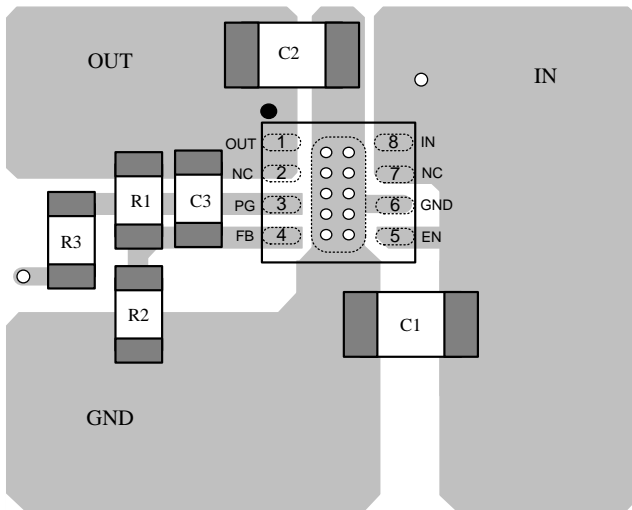 C2
OUT
IN
OUT 1 8 IN
NC 2 7 NC
R1 C3 PG 3 6 GND
R3 FB 4 5 EN
R2
C1
GND